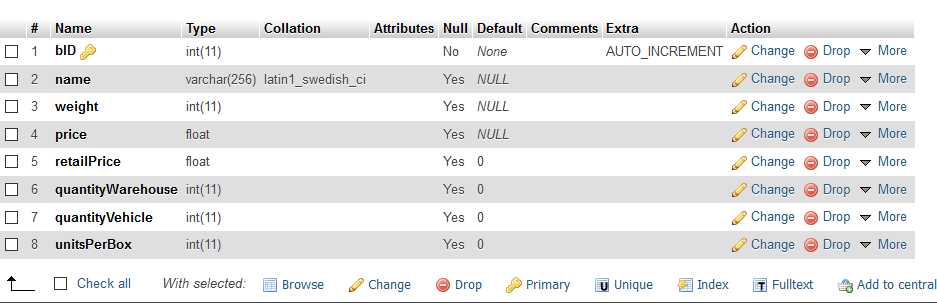 # Name Type Collation Attributes Null Default Comments Extra Action
1 bID int(11) No None AUTO_INCREMENT Change Drop More
2 name varchar(256) latin1_swedish_ci Yes NULL Change Drop More
3 weight int(11) Yes NULL Change Drop More
4 price float Yes NULL Change Drop More
5 retailPrice float Yes 0 Change Drop More
6 quantityWarehouse int(11) Yes 0 Change Drop More
7 quantityVehicle int(11) Yes 0 Change Drop More
8 unitsPerBox int(11) Yes 0 Change Drop More
Check all With selected: Browse Change Drop Primary Unique Index Fulltext Add to central